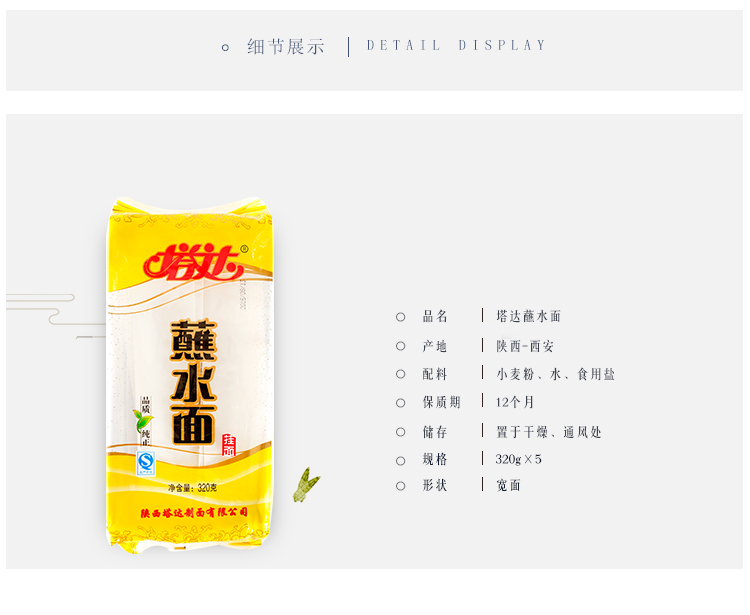 细节展示 DETAIL DISPLAY
塔达®
蘸水面
挂面
品质 纯正
净含量：320克
陕西塔达制面有限公司
品名 塔达蘸水面
产地 陕西-西安
配料 小麦粉、水、食用盐
保质期 12个月
储存 置于干燥、通风处
规格 320g×5
形状 宽面